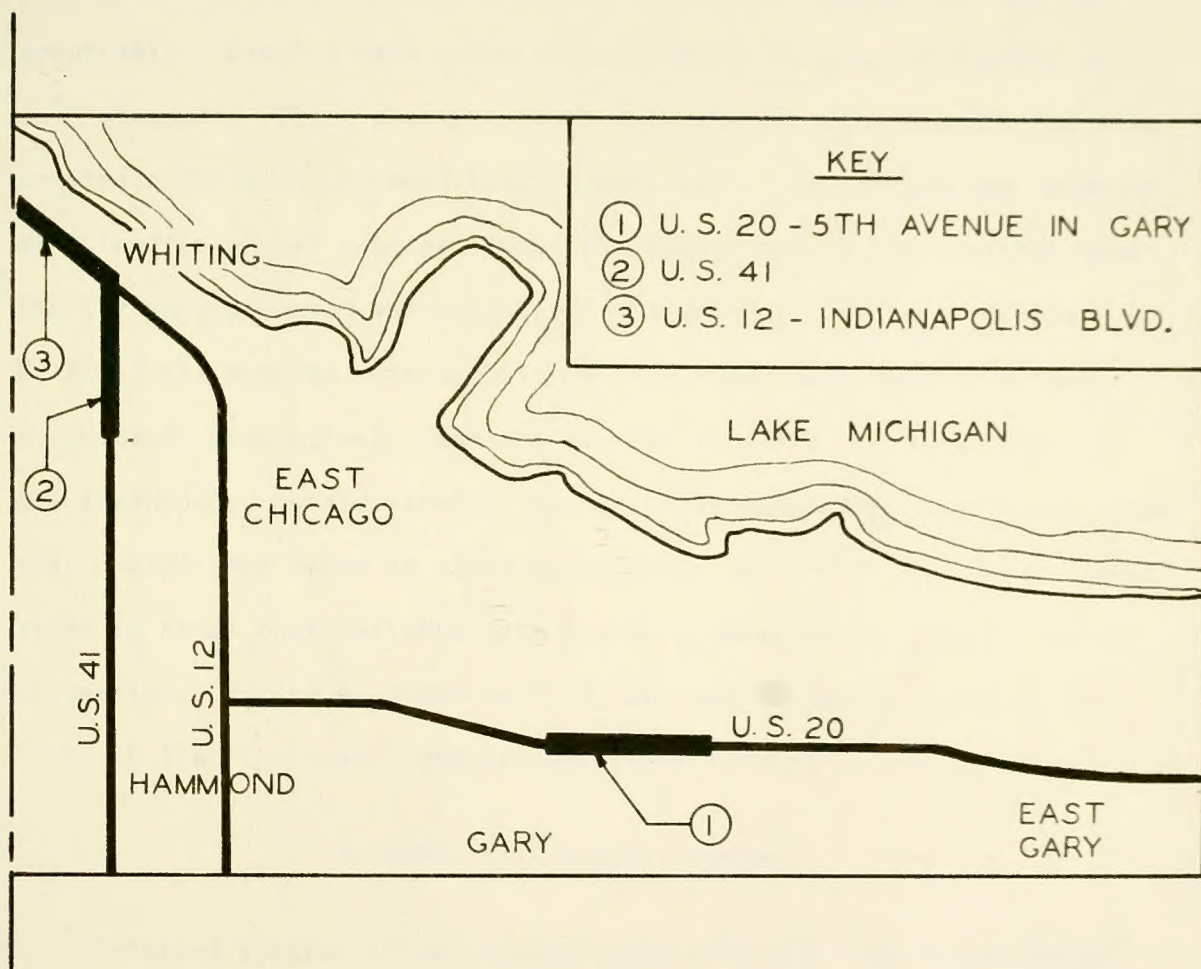 KEY
① U. S. 20 - 5TH AVENUE IN GARY
② U. S. 41
③ U. S. 12 - INDIANAPOLIS BLVD.
WHITING
③
LAKE MICHIGAN
②
EAST
CHICAGO
U. S. 41
U. S. 12
U. S. 20
HAMMOND
①
GARY
EAST
GARY